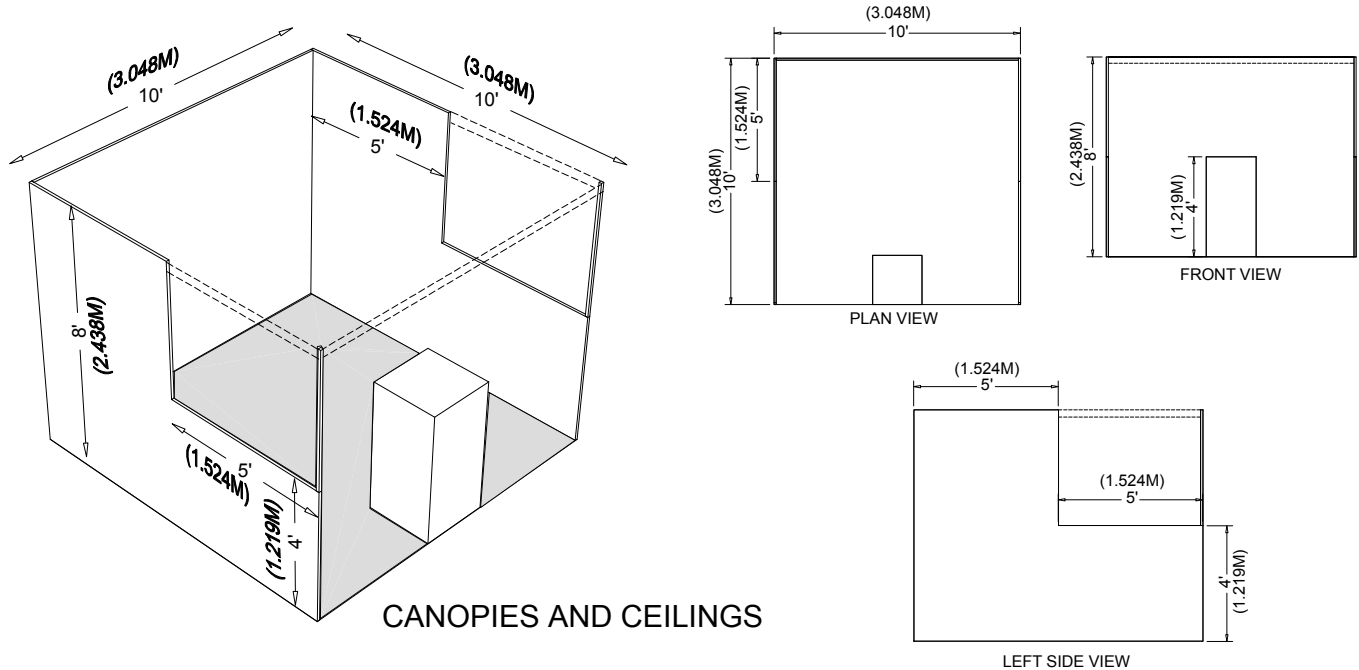 (3.048M)
10'
(3.048M)
10'
(1.524M)
5'
8'
(2.438M)
5'
(1.524M)
4'
(1.219M)
CANOPIES AND CEILINGS
(3.048M)
10'
(1.524M)
5'
(3.048M)
10'
PLAN VIEW
(2.438M)
8'
(1.219M)
4'
FRONT VIEW
(1.524M)
5'
(1.524M)
5'
4'
(1.219M)
LEFT SIDE VIEW